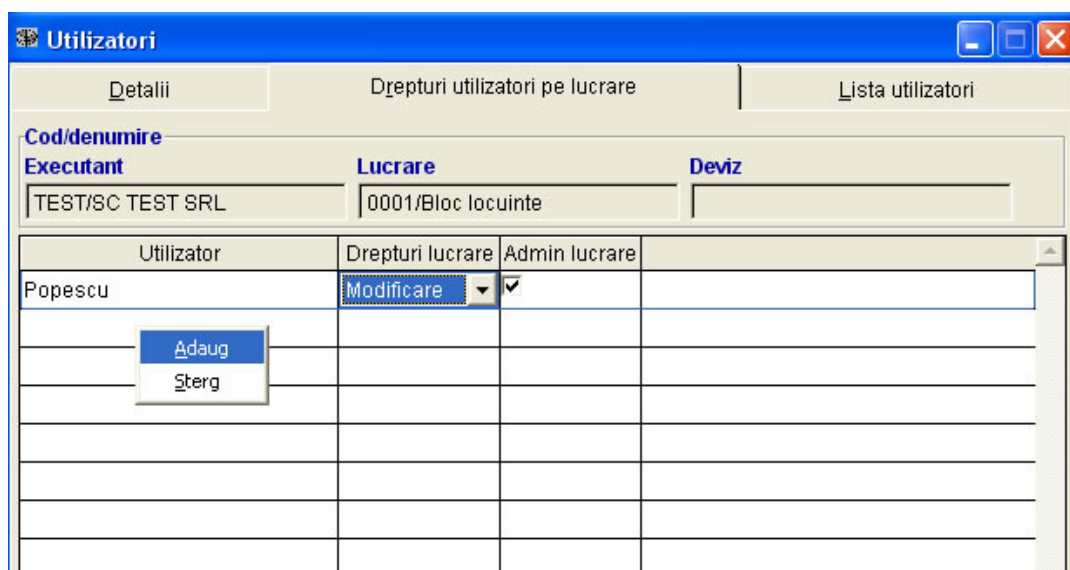 Utilizatori
Detalii Drepturi utilizatori pe lucrare Lista utilizatori
Cod/denumire
Executant Lucrare Deviz
TEST/SC TEST SRL 0001/Bloc locuinte
Utilizator Drepturi lucrare Admin lucrare
Popescu Modificare
Adaug
Sterg